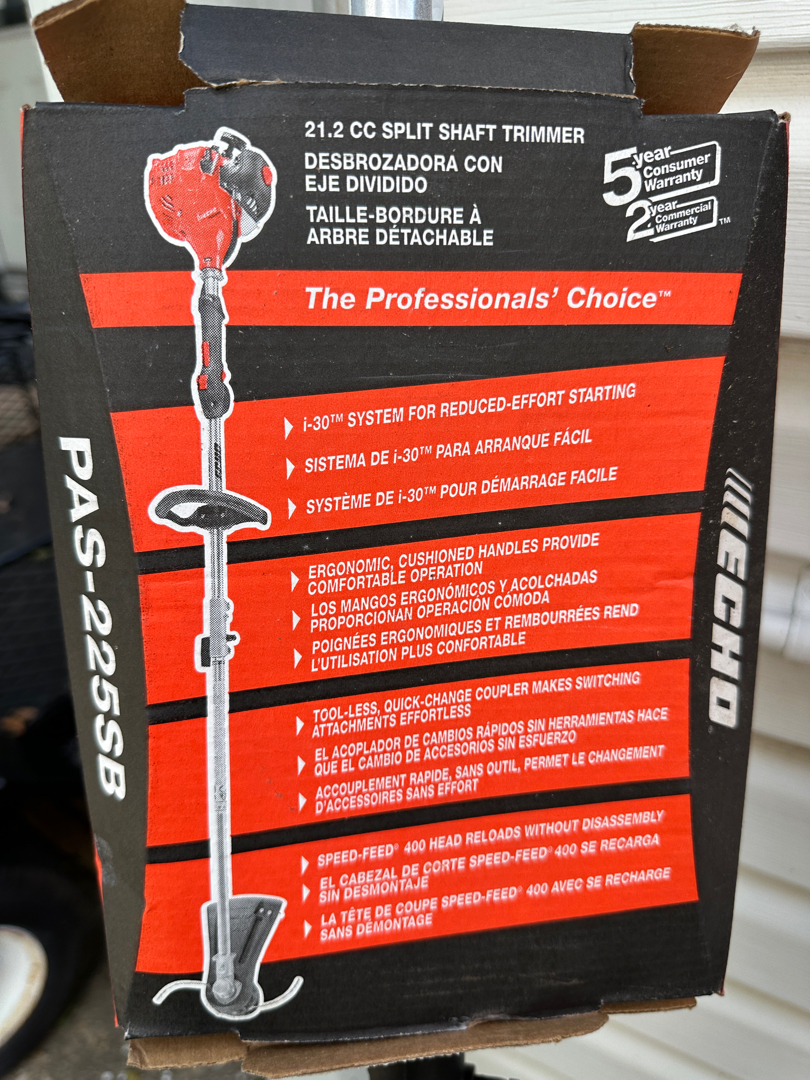 21.2 CC SPLIT SHAFT TRIMMER
DESBROZADORA CON
EJE DIVIDIDO
TAILLE-BORDURE À
ARBRE DÉTACHABLE
5 year
Consumer
Warranty
2 year
Commercial
Warranty TM
The Professionals' Choice™
i-30™ SYSTEM FOR REDUCED-EFFORT STARTING
SISTEMA DE i-30™ PARA ARRANQUE FÁCIL
SYSTÈME DE i-30™ POUR DÉMARRAGE FACILE
ERGONOMIC, CUSHIONED HANDLES PROVIDE
COMFORTABLE OPERATION
LOS MANGOS ERGONÓMICOS Y ACOLCHADAS
PROPORCIONAN OPERACIÓN CÓMODA
POIGNÉES ERGONOMIQUES ET REMBOURRÉES REND
L'UTILISATION PLUS CONFORTABLE
TOOL-LESS, QUICK-CHANGE COUPLER MAKES SWITCHING
ATTACHMENTS EFFORTLESS
EL ACOPLADOR DE CAMBIOS RÁPIDOS SIN HERRAMIENTAS HACE
QUE EL CAMBIO DE ACCESORIOS SIN ESFUERZO
ACCOUPLEMENT RAPIDE, SANS OUTIL, PERMET LE CHANGEMENT
D'ACCESSOIRES SANS EFFORT
SPEED-FEED® 400 HEAD RELOADS WITHOUT DISASSEMBLY
EL CABEZAL DE CORTE SPEED-FEED® 400 SE RECARGA
SIN DESMONTAJE
LA TÊTE DE COUPE SPEED-FEED® 400 AVEC SE RECHARGE
SANS DÉMONTAGE
PAS-225SB
ECHO
ECHO